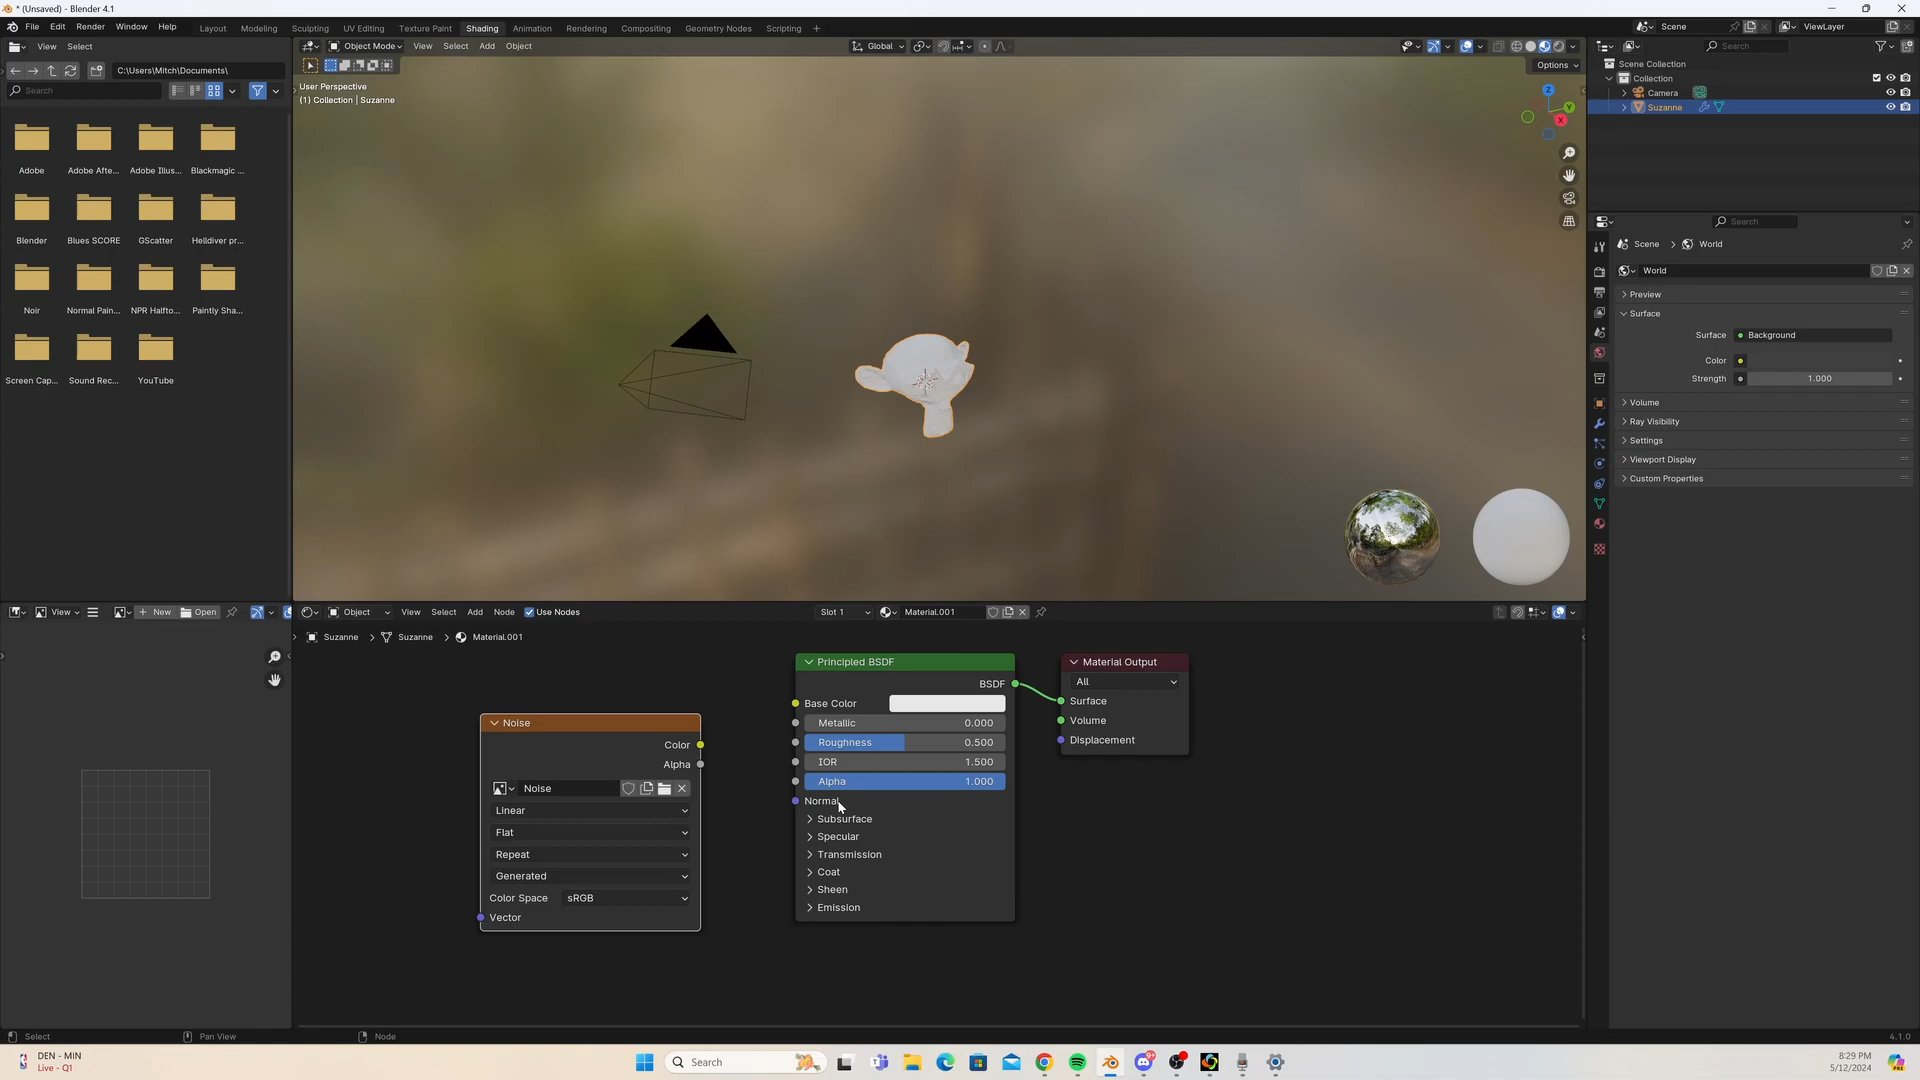 * (Unsaved) - Blender 4.1
File Edit Render Window Help
Layout Modeling Sculpting UV Editing Texture Paint Shading Animation Rendering Compositing Geometry Nodes Scripting +
Scene
ViewLayer
View Select
C:\Users\Mitch\Documents\
Search
Adobe Adobe Afte... Adobe Illus... Blackmagic ...
Blender Blues SCORE GScatter Helldiver pr...
Noir Normal Pain... NPR Halfto... Paintly Sha...
Screen Cap... Sound Rec... YouTube
Object Mode View Select Add Object
Global
Options
User Perspective
(1) Collection | Suzanne
Z
Y
X
Search
Scene Collection
Collection
Camera
Suzanne
Search
Scene > World
World
Preview
Surface
Surface Background
Color
Strength 1.000
Volume
Ray Visibility
Settings
Viewport Display
Custom Properties
View New Open
Object View Select Add Node Use Nodes
Slot 1 Material.001
Suzanne > Suzanne > Material.001
Noise
Color
Alpha
Noise
Linear
Flat
Repeat
Generated
Color Space sRGB
Vector
Principled BSDF
BSDF
Base Color
Metallic 0.000
Roughness 0.500
IOR 1.500
Alpha 1.000
Normal
Subsurface
Specular
Transmission
Coat
Sheen
Emission
Material Output
All
Surface
Volume
Displacement
Select Pan View Node
4.1.0
DEN - MIN
Live - Q1
Search
8:29 PM
5/12/2024